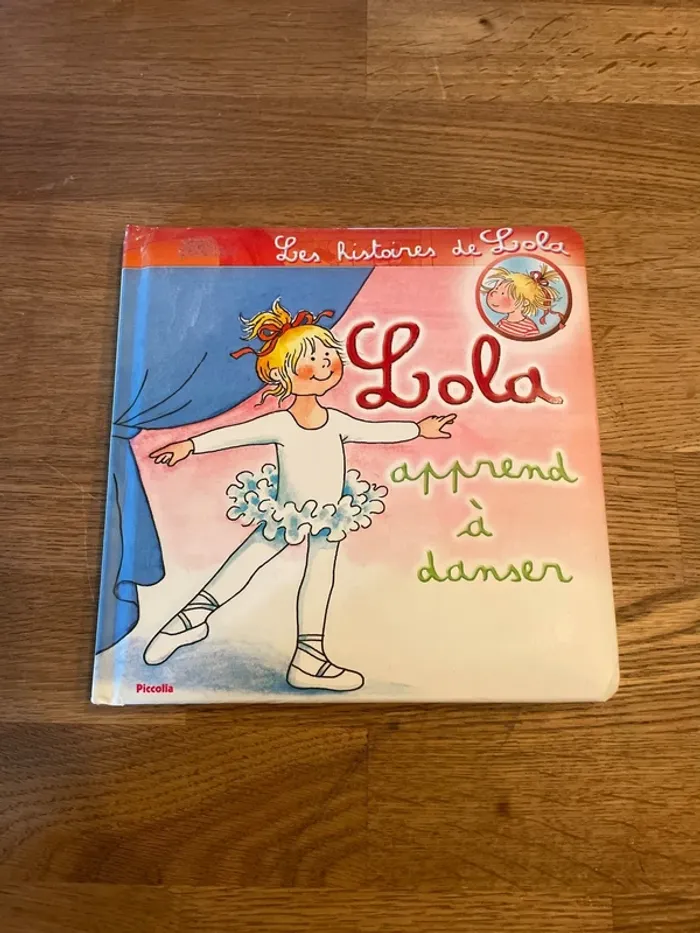 Les histoires de Lola
Lola
apprend
à
danser
Piccolia